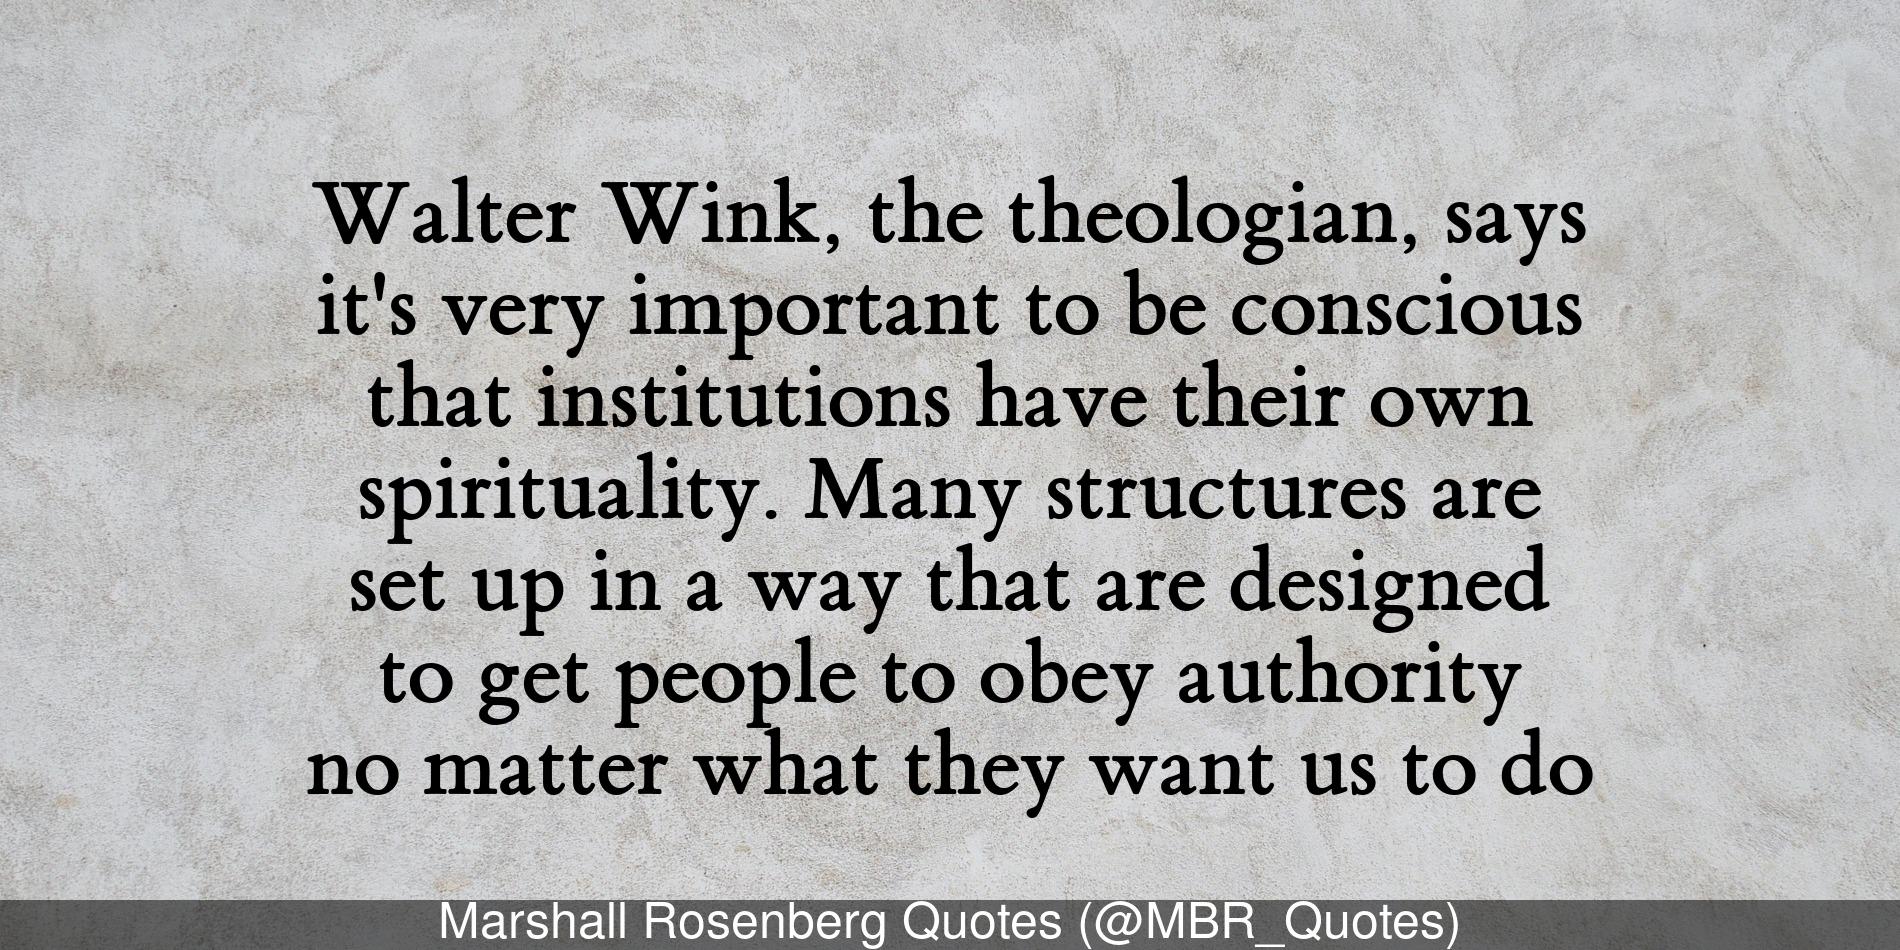 Walter Wink, the theologian, says
it's very important to be conscious
that institutions have their own
spirituality. Many structures are
set up in a way that are designed
to get people to obey authority
no matter what they want us to do
Marshall Rosenberg Quotes (@MBR_Quotes)